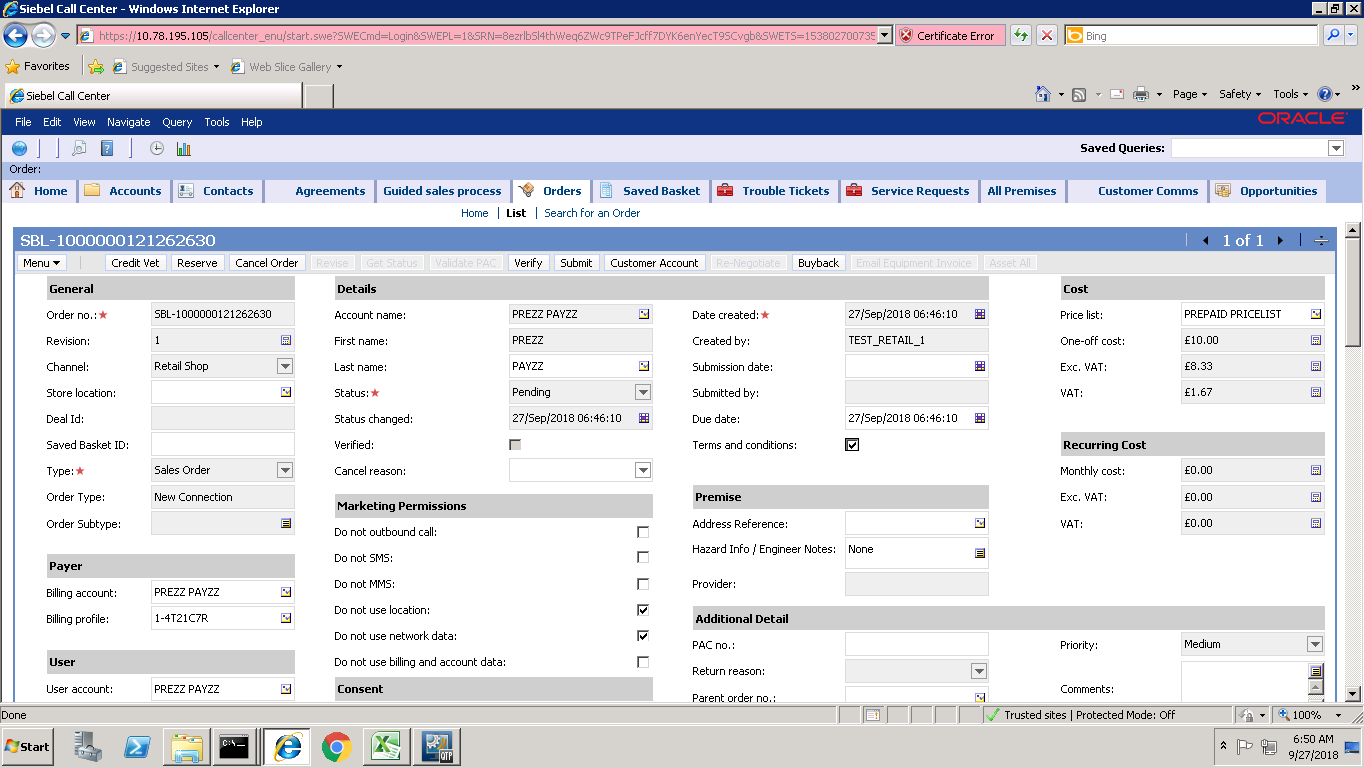 Siebel Call Center - Windows Internet Explorer
https://10.78.195.105/callcenter_enu/start.swe?SWECmd=Login&SWEPL=1&SRN=8ezrlbSl4thWeq6ZWc9TPeFJcff7DYK6enYecT9SCvgb&SWETS=153802700735 Certificate Error Bing
Favorites Suggested Sites Web Slice Gallery
Siebel Call Center Page Safety Tools
File Edit View Navigate Query Tools Help ORACLE
Saved Queries:
Order:
Home Accounts Contacts Agreements Guided sales process Orders Saved Basket Trouble Tickets Service Requests All Premises Customer Comms Opportunities
Home List Search for an Order
SBL-1000000121262630 1 of 1
Menu Credit Vet Reserve Cancel Order Revise Get Status Validate PAC Verify Submit Customer Account Re-Negotiate Buyback Email Equipment Invoice Asset All
General Details Cost
Order no.: SBL-1000000121262630 Account name: PREZZ PAYZZ Date created: 27/Sep/2018 06:46:10 Price list: PREPAID PRICELIST
Revision: 1 First name: PREZZ Created by: TEST_RETAIL_1 One-off cost: £10.00
Channel: Retail Shop Last name: PAYZZ Submission date: Exc. VAT: £8.33
Store location: Status: Pending Submitted by: VAT: £1.67
Deal Id: Status changed: 27/Sep/2018 06:46:10 Due date: 27/Sep/2018 06:46:10
Saved Basket ID: Verified: Terms and conditions: Recurring Cost
Type: Sales Order Cancel reason: Monthly cost: £0.00
Order Type: New Connection Marketing Permissions Premise Exc. VAT: £0.00
Order Subtype: Do not outbound call: Address Reference: VAT: £0.00
Do not SMS: Hazard Info / Engineer Notes: None
Payer
Billing account: PREZZ PAYZZ Do not MMS: Provider:
Billing profile: 1-4T21C7R Do not use location: Additional Detail
Do not use network data: PAC no.: Priority: Medium
User Do not use billing and account data: Return reason:
User account: PREZZ PAYZZ Consent Parent order no.: Comments:
Done Trusted sites | Protected Mode: Off 100%
Start C:\ QTP 6:50 AM
9/27/2018